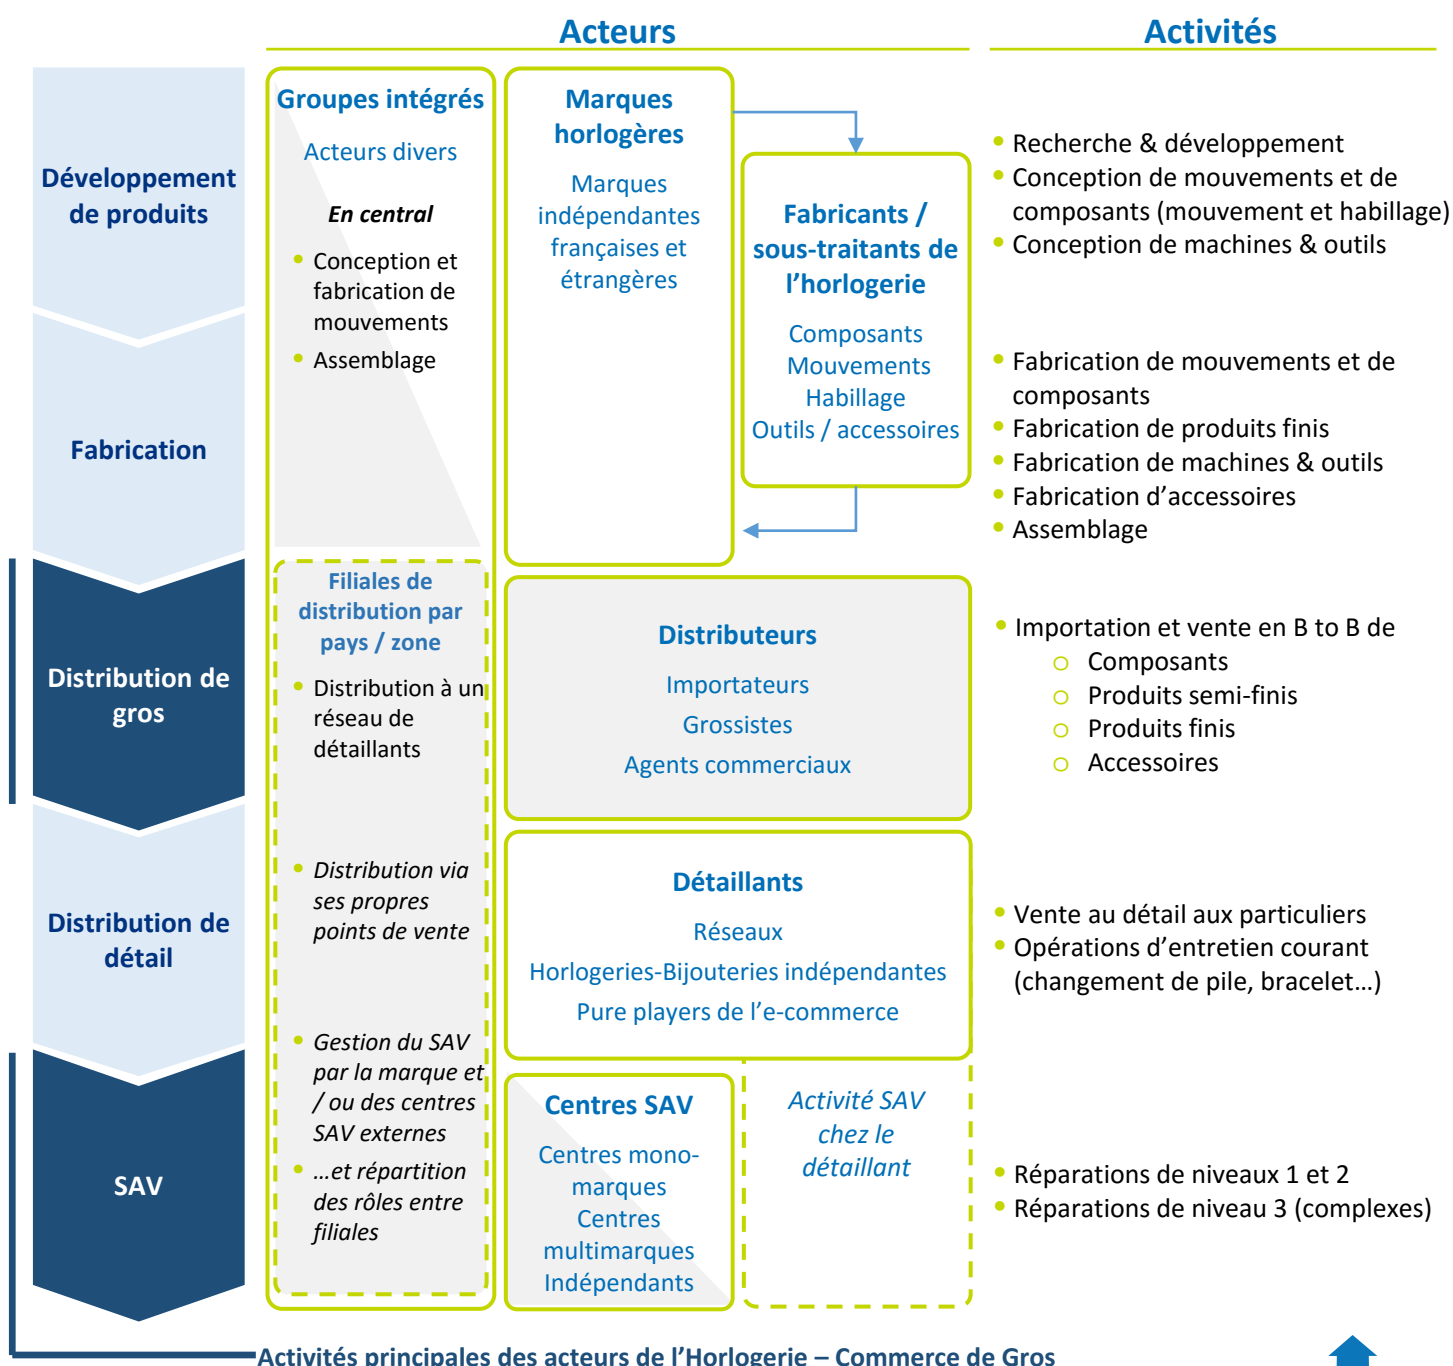 Acteurs
Activités
Développement
de produits
Groupes intégrés
Acteurs divers
En central
• Conception et
fabrication de
mouvements
• Assemblage
Marques
horlogères
Marques
indépendantes
françaises et
étrangères
Fabricants /
sous-traitants de
l’horlogerie
Composants
Mouvements
Habillage
Outils / accessoires
• Recherche & développement
• Conception de mouvements et de
composants (mouvement et habillage)
• Conception de machines & outils
Fabrication
• Fabrication de mouvements et de
composants
• Fabrication de produits finis
• Fabrication de machines & outils
• Fabrication d’accessoires
• Assemblage
Distribution de
gros
Filiales de
distribution par
pays / zone
• Distribution à un
réseau de
détaillants
Distributeurs
Importateurs
Grossistes
Agents commerciaux
• Importation et vente en B to B de
o Composants
o Produits semi-finis
o Produits finis
o Accessoires
Distribution de
détail
• Distribution via
ses propres
points de vente
Détaillants
Réseaux
Horlogeries-Bijouteries indépendantes
Pure players de l’e-commerce
• Vente au détail aux particuliers
• Opérations d’entretien courant
(changement de pile, bracelet…)
SAV
• Gestion du SAV
par la marque et
/ ou des centres
SAV externes
• …et répartition
des rôles entre
filiales
Centres SAV
Centres mono-
marques
Centres
multimarques
Indépendants
Activité SAV
chez le
détaillant
• Réparations de niveaux 1 et 2
• Réparations de niveau 3 (complexes)
Activités principales des acteurs de l’Horlogerie – Commerce de Gros